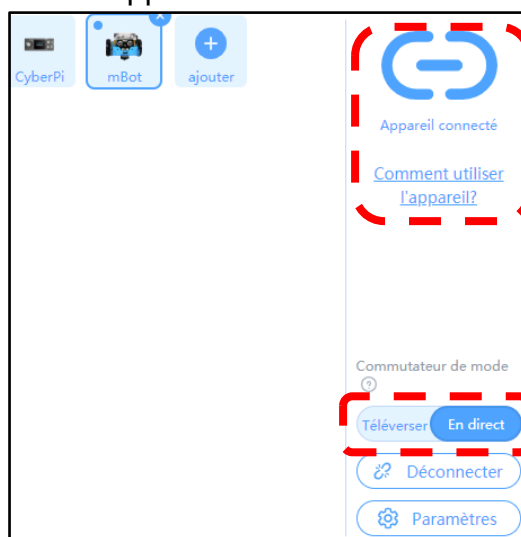 CyberPi
mBot
ajouter
Appareil connecté
Comment utiliser
l'appareil?
Commutateur de mode
?
Téléverser
En direct
Déconnecter
Paramètres